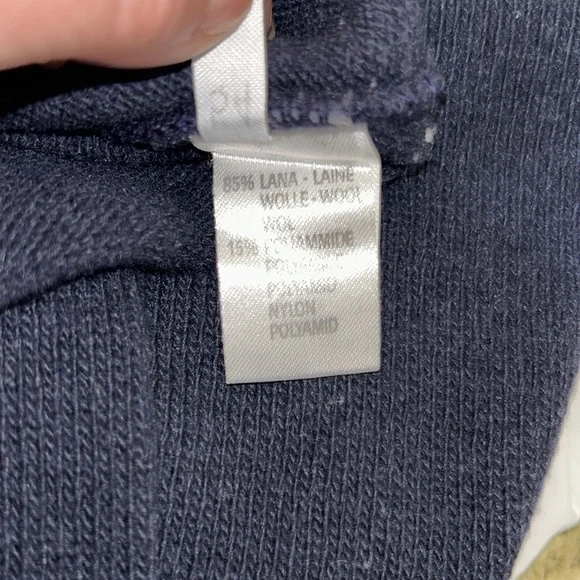 85% LANA - LAINE
WOLLE - WOOL
WOL
15% POLIAMMIDE
POLYAMIDE
POLYAMID
NYLON
POLYAMID